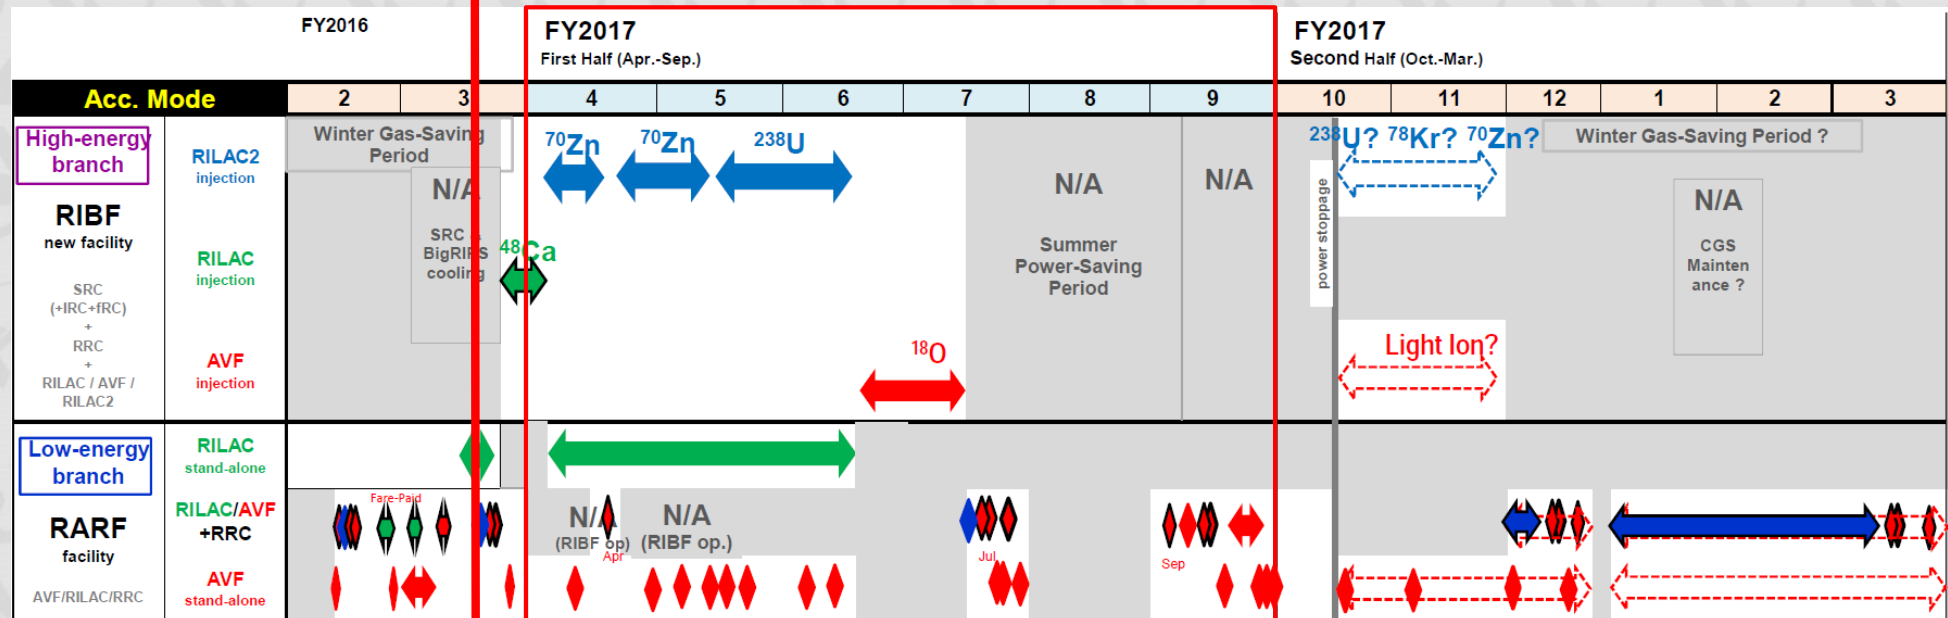 FY2016
FY2017
First Half (Apr.-Sep.)
FY2017
Second Half (Oct.-Mar.)
Acc. Mode
2
3
4
5
6
7
8
9
10
11
12
1
2
3
High-energy
branch
RIBF
new facility
SRC
(+IRC+fRC)
+
RRC
+
RILAC / AVF /
RILAC2
RILAC2
injection
RILAC
injection
AVF
injection
Winter Gas-Saving
Period
N/A
SRC &
BigRIPS
cooling
48Ca
70Zn
70Zn
238U
18O
N/A
Summer
Power-Saving
Period
N/A
power stoppage
238U? 78Kr? 70Zn?
Light Ion?
Winter Gas-Saving Period ?
N/A
CGS
Mainten
ance ?
Low-energy
branch
RARF
facility
AVF/RILAC/RRC
RILAC
stand-alone
RILAC/AVF
+RRC
AVF
stand-alone
Fare-Paid
N/A
(RIBF op)
Apr
N/A
(RIBF op.)
Jul
Sep